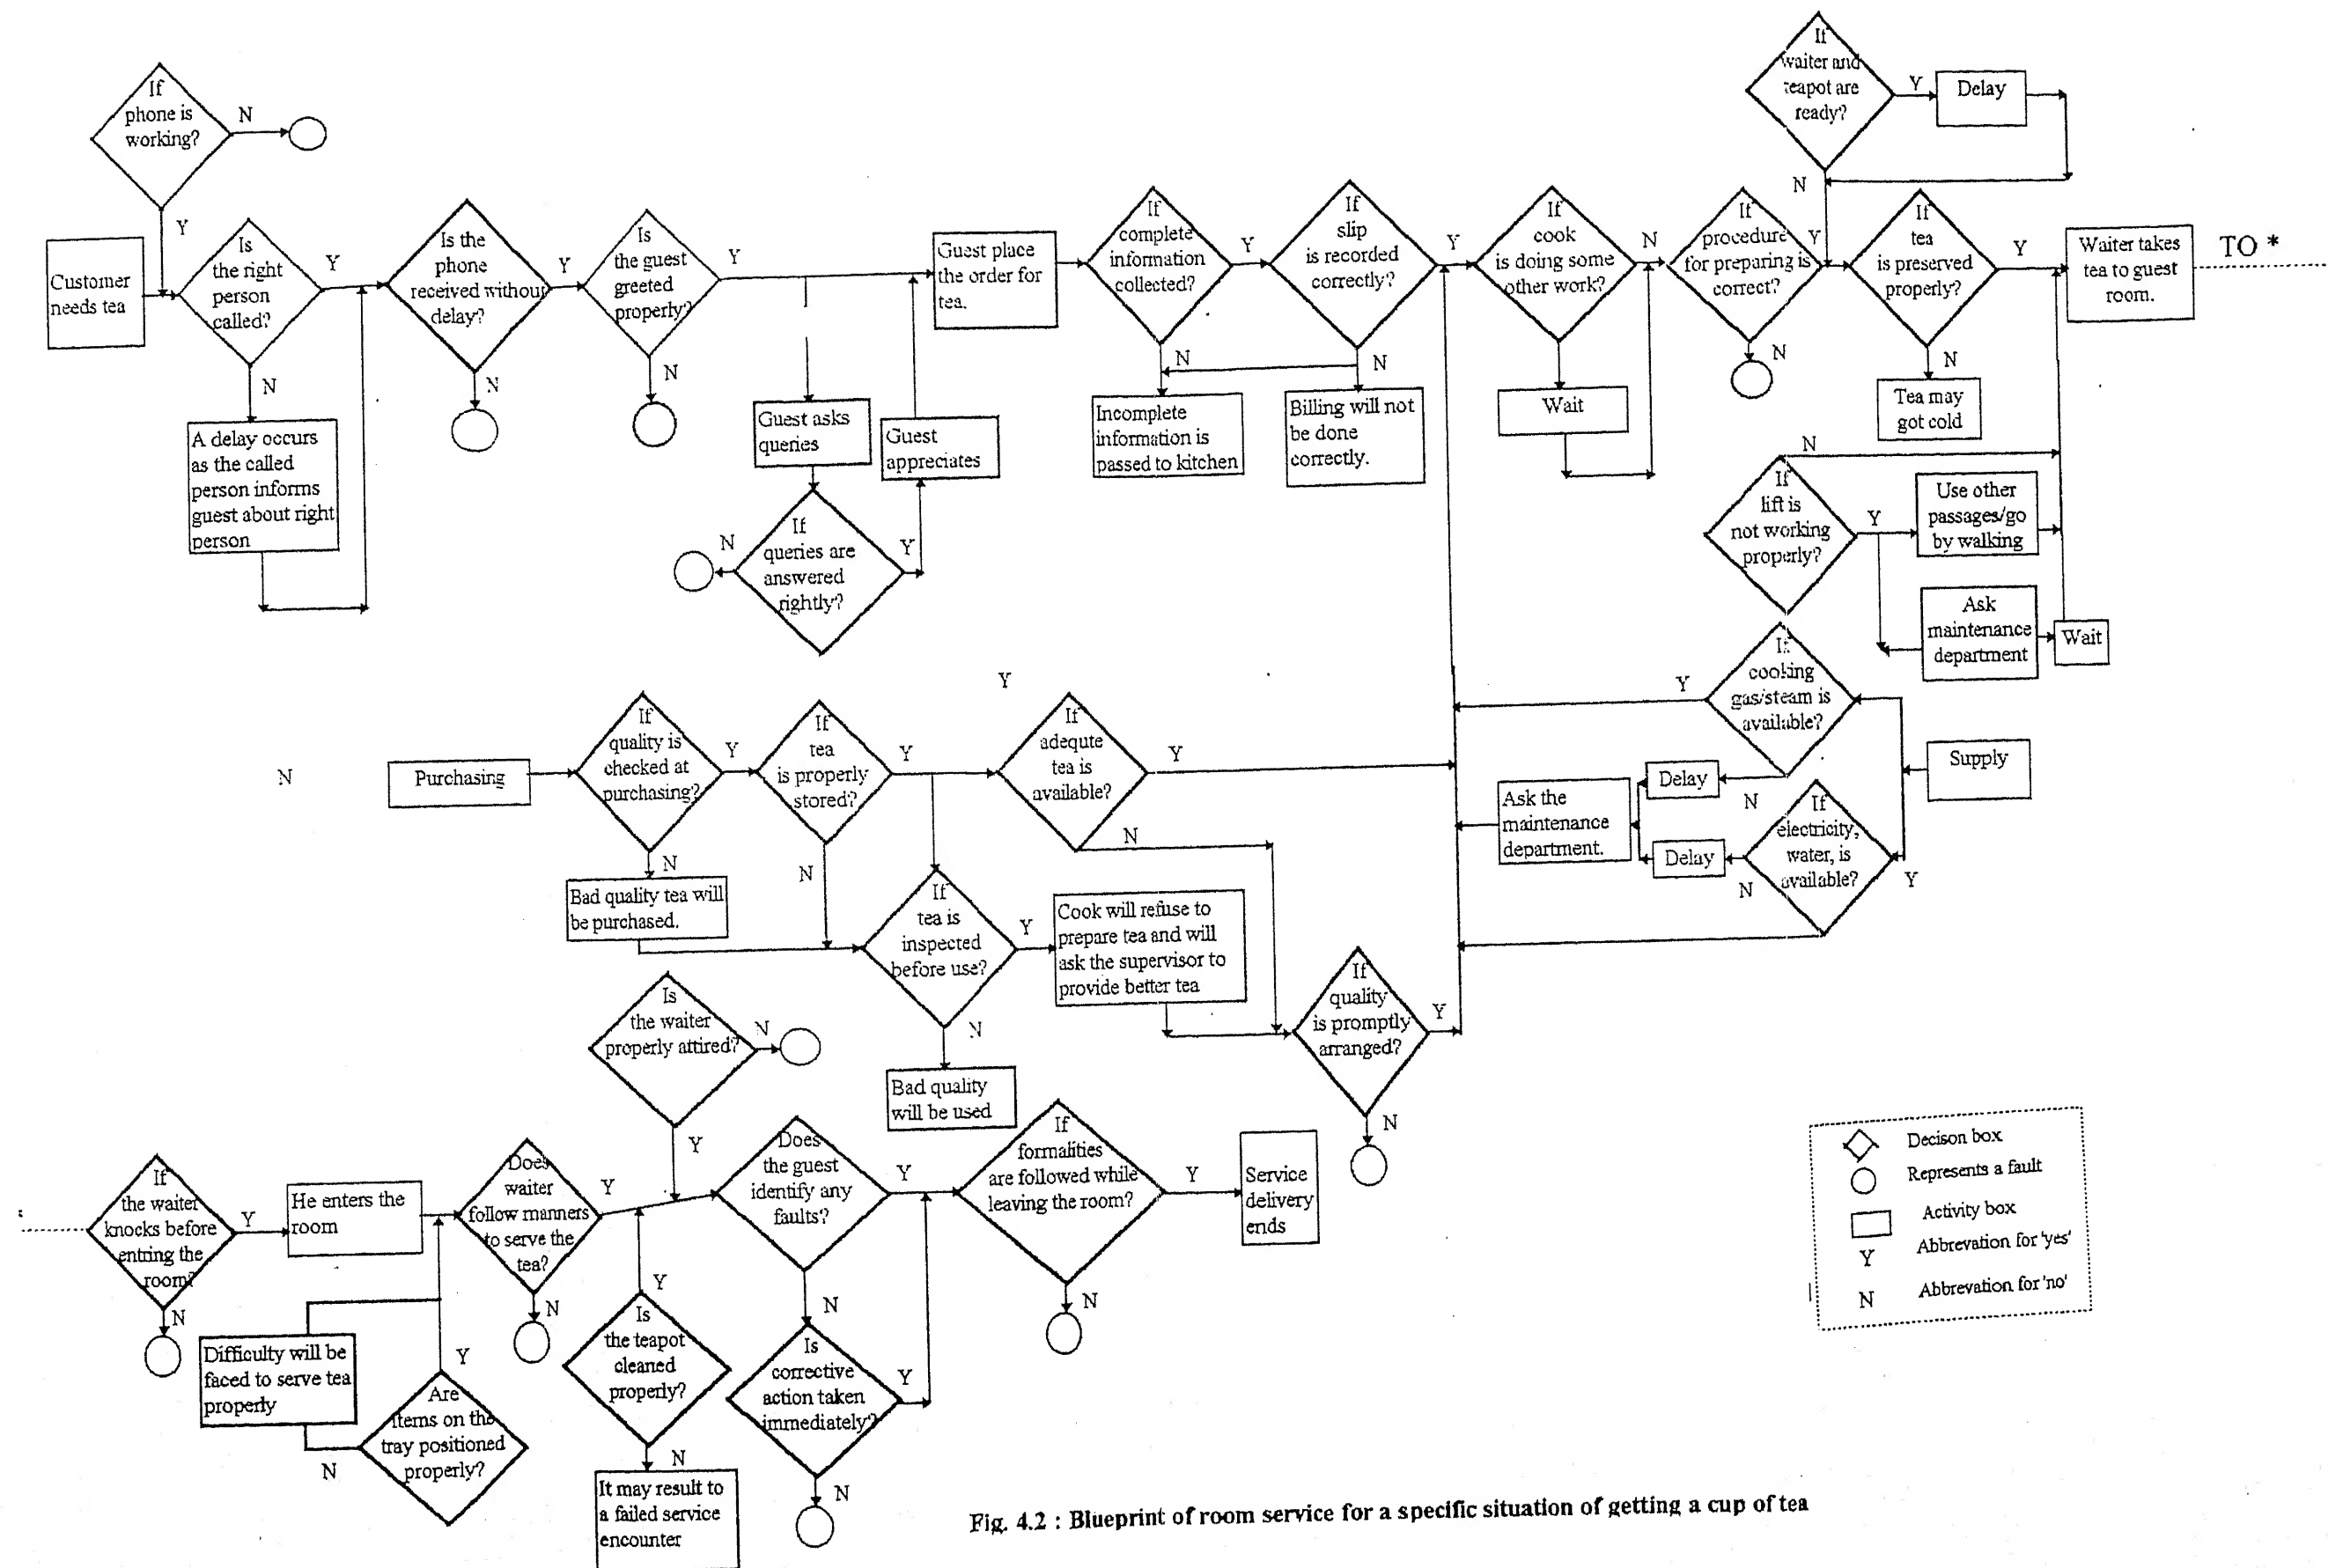 If
phone is
working?
N
Y
Customer
needs tea
Is
the right
person
called?
Y
N
A delay occurs
as the called
person informs
guest about right
person
Is the
phone
received without
delay?
Y
N
Is
the guest
greeted
properly?
Y
N
Guest asks
queries
Guest
appreciates
If
queries are
answered
rightly?
N
Y
Guest place
the order for
tea.
If
complete
information
collected?
Y
N
Incomplete
information is
passed to kitchen
If
slip
is recorded
correctly?
Y
N
Billing will not
be done
correctly.
If
cook
is doing some
other work?
N
Wait
If
procedure
for preparing is
correct?
Y
N
If
waiter and
teapot are
ready?
Y
Delay
N
If
tea
is preserved
properly?
Y
N
Tea may
got cold
Waiter takes
tea to guest
room.
TO *
N
If
lift is
not working
properly?
Y
Use other
passages/go
by walking
Ask
maintenance
department
Wait
If
cooking
gas/steam is
available?
Y
N
Delay
Supply
Ask the
maintenance
department.
Delay
If
electricity,
water, is
available?
N
Y
Y
N
Purchasing
If
quality is
checked at
purchasing?
Y
N
Bad quality tea will
be purchased.
If
tea
is properly
stored?
Y
N
If
adequte
tea is
available?
Y
N
If
tea is
inspected
before use?
Y
N
Cook will refuse to
prepare tea and will
ask the supervisor to
provide better tea
Bad quality
will be used
If
quality
is promptly
arranged?
Y
N
Is
the waiter
properly attired?
N
Y
If
the waiter
knocks before
entring the
room?
Y
N
He enters the
room
Difficulty will be
faced to serve tea
properly
Are
items on the
tray positioned
properly?
Y
N
Does
waiter
follow manners
to serve the
tea?
Y
N
Is
the teapot
cleaned
properly?
Y
N
It may result to
a failed service
encounter
Does
the guest
identify any
faults?
Y
N
Is
corrective
action taken
immediately?
Y
N
If
formalities
are followed while
leaving the room?
Y
N
Service
delivery
ends
Decison box
Represents a fault
Activity box
Y Abbrevation for 'yes'
N Abbrevation for 'no'
Fig. 4.2 : Blueprint of room service for a specific situation of getting a cup of tea